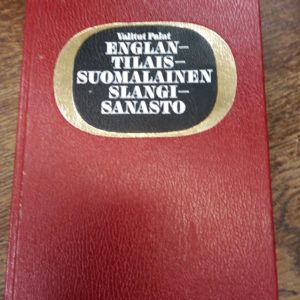 Valitut Palat
ENGLAN-
TILAIS-
SUOMALAINEN
SLANGI-
SANASTO